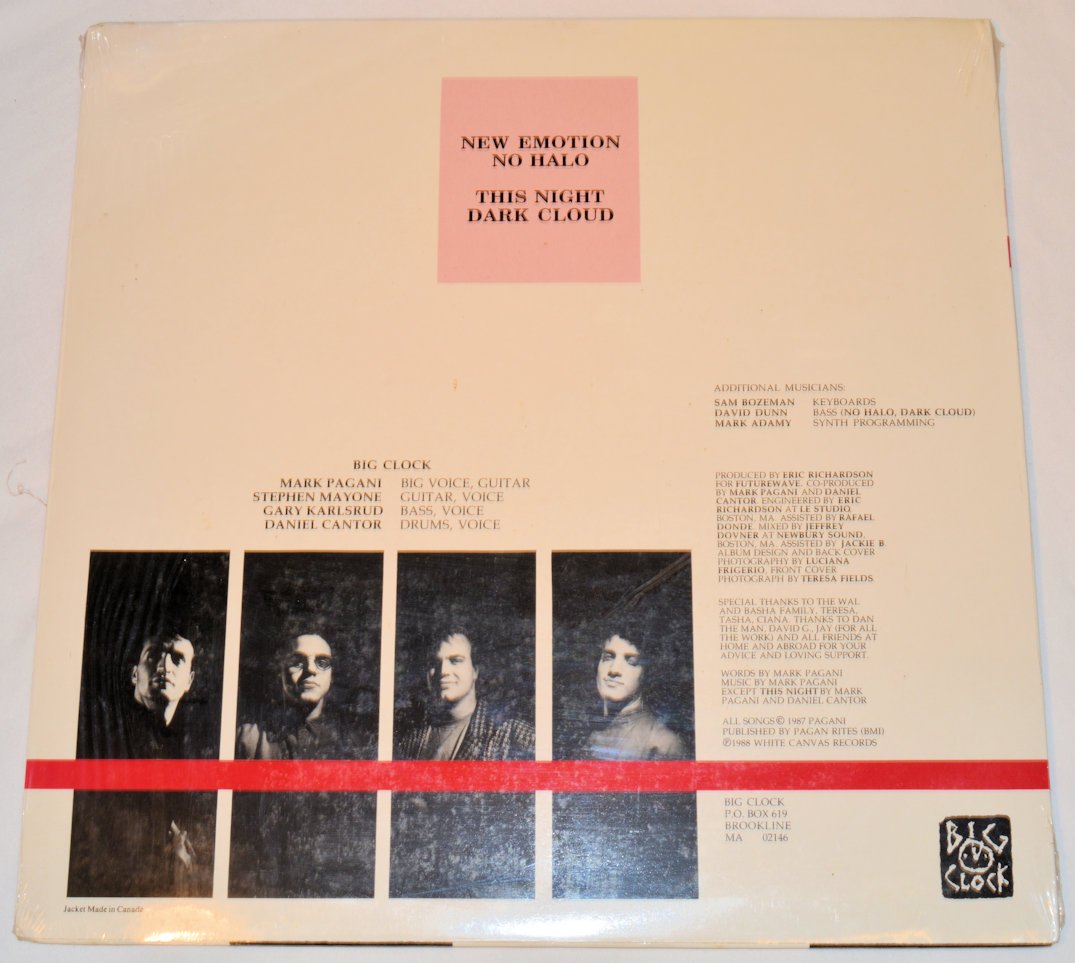 NEW EMOTION
NO HALO
THIS NIGHT
DARK CLOUD
ADDITIONAL MUSICIANS:
SAM BOZEMAN KEYBOARDS
DAVID DUNN BASS (NO HALO, DARK CLOUD)
MARK ADAMY SYNTH PROGRAMMING
BIG CLOCK
MARK PAGANI BIG VOICE, GUITAR
STEPHEN MAYONE GUITAR, VOICE
GARY KARLSRUD BASS, VOICE
DANIEL CANTOR DRUMS, VOICE
PRODUCED BY ERIC RICHARDSON
FOR FUTUREWAVE. CO-PRODUCED
BY MARK PAGANI AND DANIEL
CANTOR. ENGINEERED BY ERIC
RICHARDSON AT LE STUDIO,
BOSTON, MA. ASSISTED BY RAFAEL
DONDE. MIXED BY JEFFREY
DOVNER AT NEWBURY SOUND,
BOSTON, MA. ASSISTED BY JACKIE B.
ALBUM DESIGN AND BACK COVER
PHOTOGRAPHY BY LUCIANA
FRIGERIO. FRONT COVER
PHOTOGRAPH BY TERESA FIELDS.
SPECIAL THANKS TO THE WAL
AND BASHA FAMILY, TERESA,
TASHA, CIANA. THANKS TO DAN
THE MAN, DAVID G., JAY (FOR ALL
THE WORK) AND ALL FRIENDS AT
HOME AND ABROAD FOR YOUR
ADVICE AND LOVING SUPPORT.
WORDS BY MARK PAGANI
MUSIC BY MARK PAGANI
EXCEPT THIS NIGHT BY MARK
PAGANI AND DANIEL CANTOR
ALL SONGS © 1987 PAGANI
PUBLISHED BY PAGAN RITES (BMI)
℗1988 WHITE CANVAS RECORDS
BIG CLOCK
P.O. BOX 619
BROOKLINE
MA 02146
BIG
CLOCK
Jacket Made in Canada